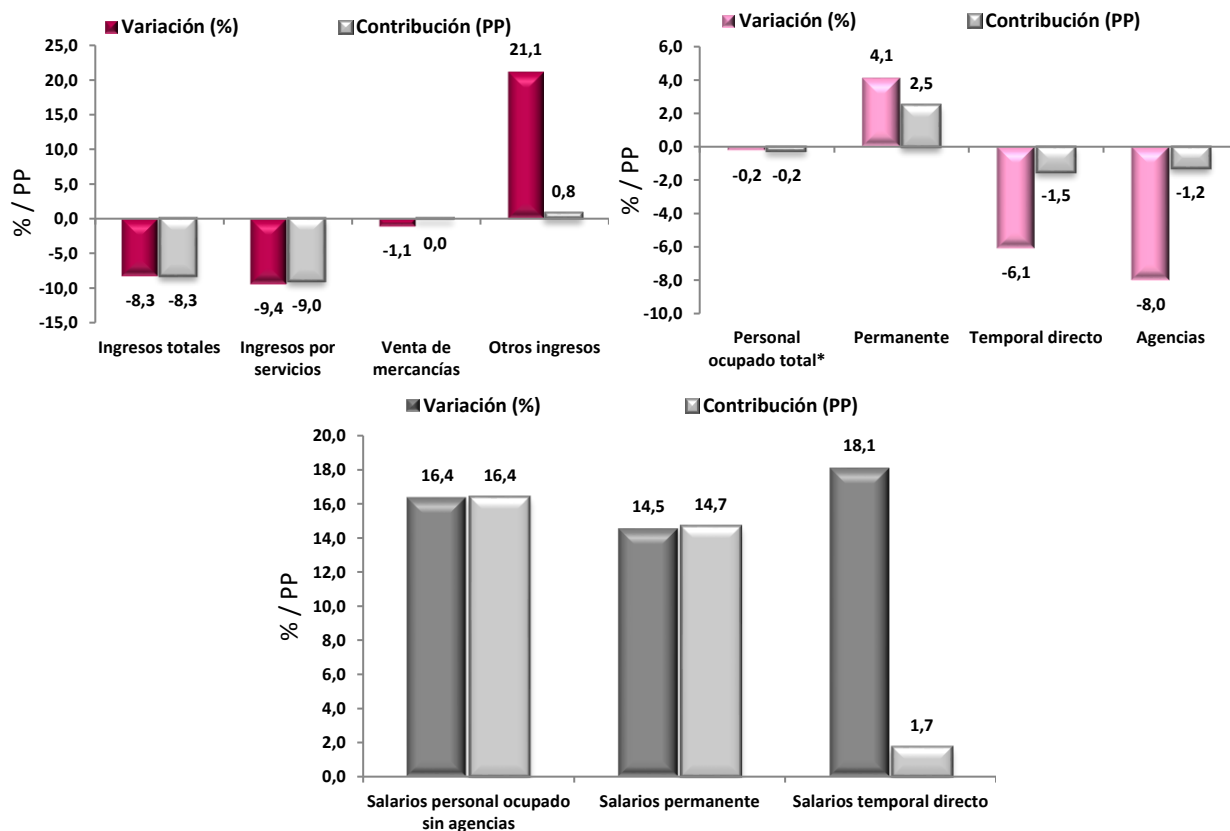 Variación (%) Contribución (PP)
25,0
20,0
15,0
10,0
5,0
0,0
-5,0
-10,0
-15,0
% / PP
-8,3 -8,3
-9,4 -9,0
-1,1 0,0
21,1 0,8
Ingresos totales
Ingresos por
servicios
Venta de
mercancías
Otros ingresos
Variación (%) Contribución (PP)
6,0
4,0
2,0
0,0
-2,0
-4,0
-6,0
-8,0
-10,0
% / PP
-0,2 -0,2
4,1 2,5
-6,1 -1,5
-8,0 -1,2
Personal
ocupado total*
Permanente
Temporal directo
Agencias
Variación (%) Contribución (PP)
20,0
18,0
16,0
14,0
12,0
10,0
8,0
6,0
4,0
2,0
0,0
% / PP
16,4 16,4
14,5 14,7
18,1 1,7
Salarios personal ocupado
sin agencias
Salarios permanente
Salarios temporal directo